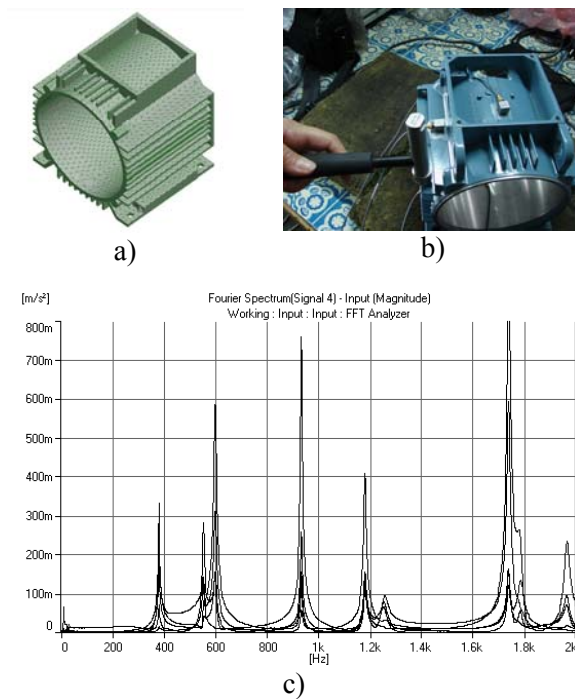 a)
b)
[m/s²]
Fourier Spectrum(Signal 4) - Input (Magnitude)
Working : Input : Input : FFT Analyzer
800m
700m
600m
500m
400m
300m
200m
100m
0
0 200 400 600 800 1k 1.2k 1.4k 1.6k 1.8k 2k
[Hz]
c)